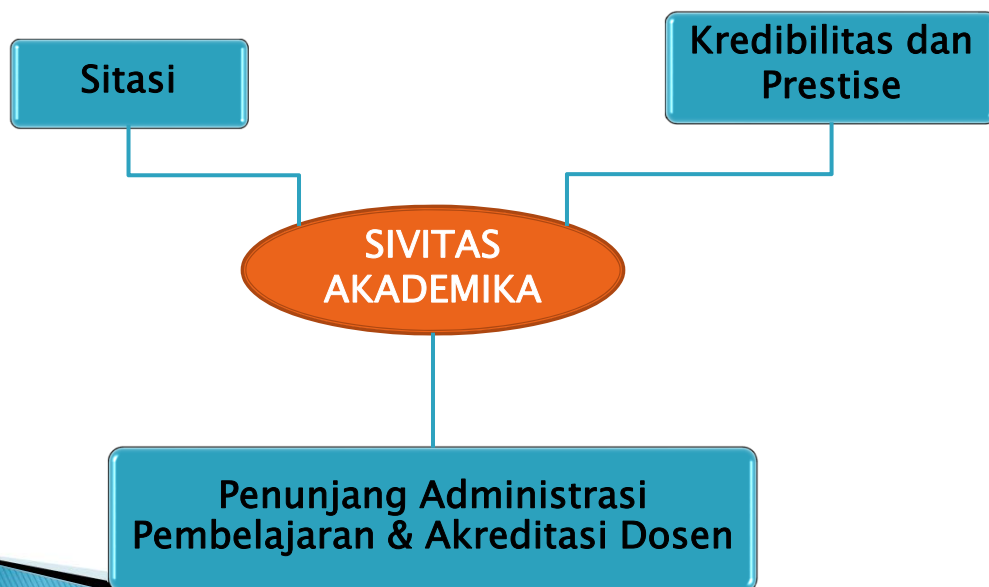 Sitasi
Kredibilitas dan
Prestise
SIVITAS
AKADEMIKA
Penunjang Administrasi
Pembelajaran & Akreditasi Dosen